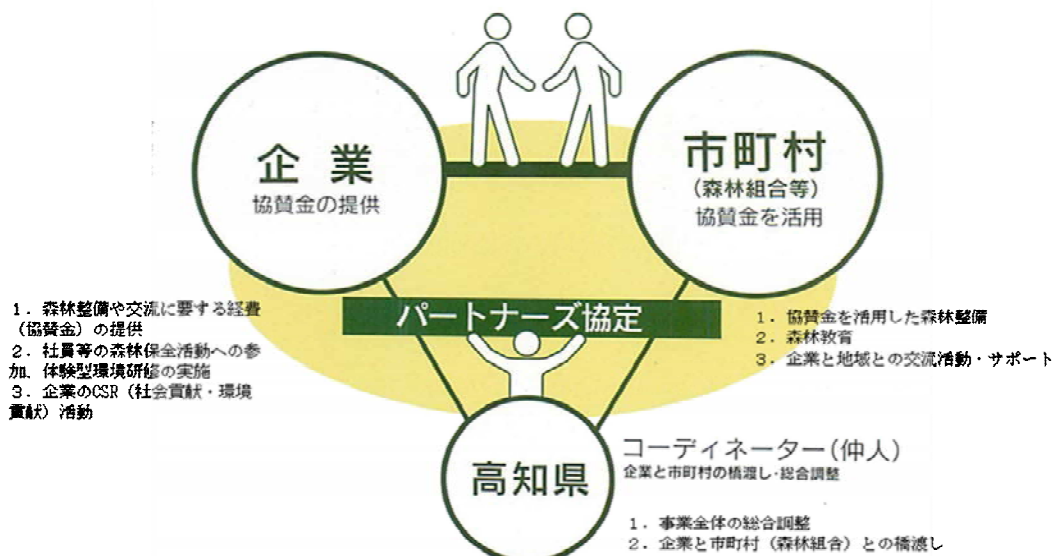 企業
協賛金の提供
市町村
(森林組合等)
協賛金を活用
1. 森林整備や交流に要する経費
(協賛金)の提供
2. 社員等の森林保全活動への参
加、体験型環境研修の実施
3. 企業のCSR(社会貢献・環境
貢献)活動
パートナーズ協定
1. 協賛金を活用した森林整備
2. 森林教育
3. 企業と地域との交流活動・サポート
高知県
コーディネーター(仲人)
企業と市町村の橋渡し・総合調整
1. 事業全体の総合調整
2. 企業と市町村(森林組合)との橋渡し